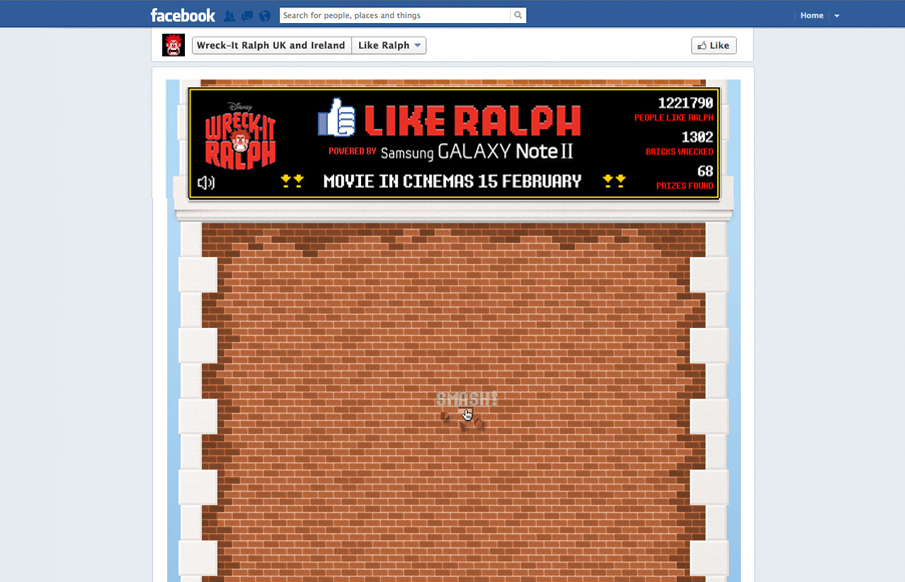 facebook
Search for people, places and things
Home
Wreck-It Ralph UK and Ireland
Like Ralph
Like
Disney
WRECK-IT
RALPH
LIKE RALPH
POWERED BY Samsung GALAXY Note II
MOVIE IN CINEMAS 15 FEBRUARY
1221790
PEOPLE LIKE RALPH
1302
BRICKS WRECKED
68
PRIZES FOUND
SMASH!